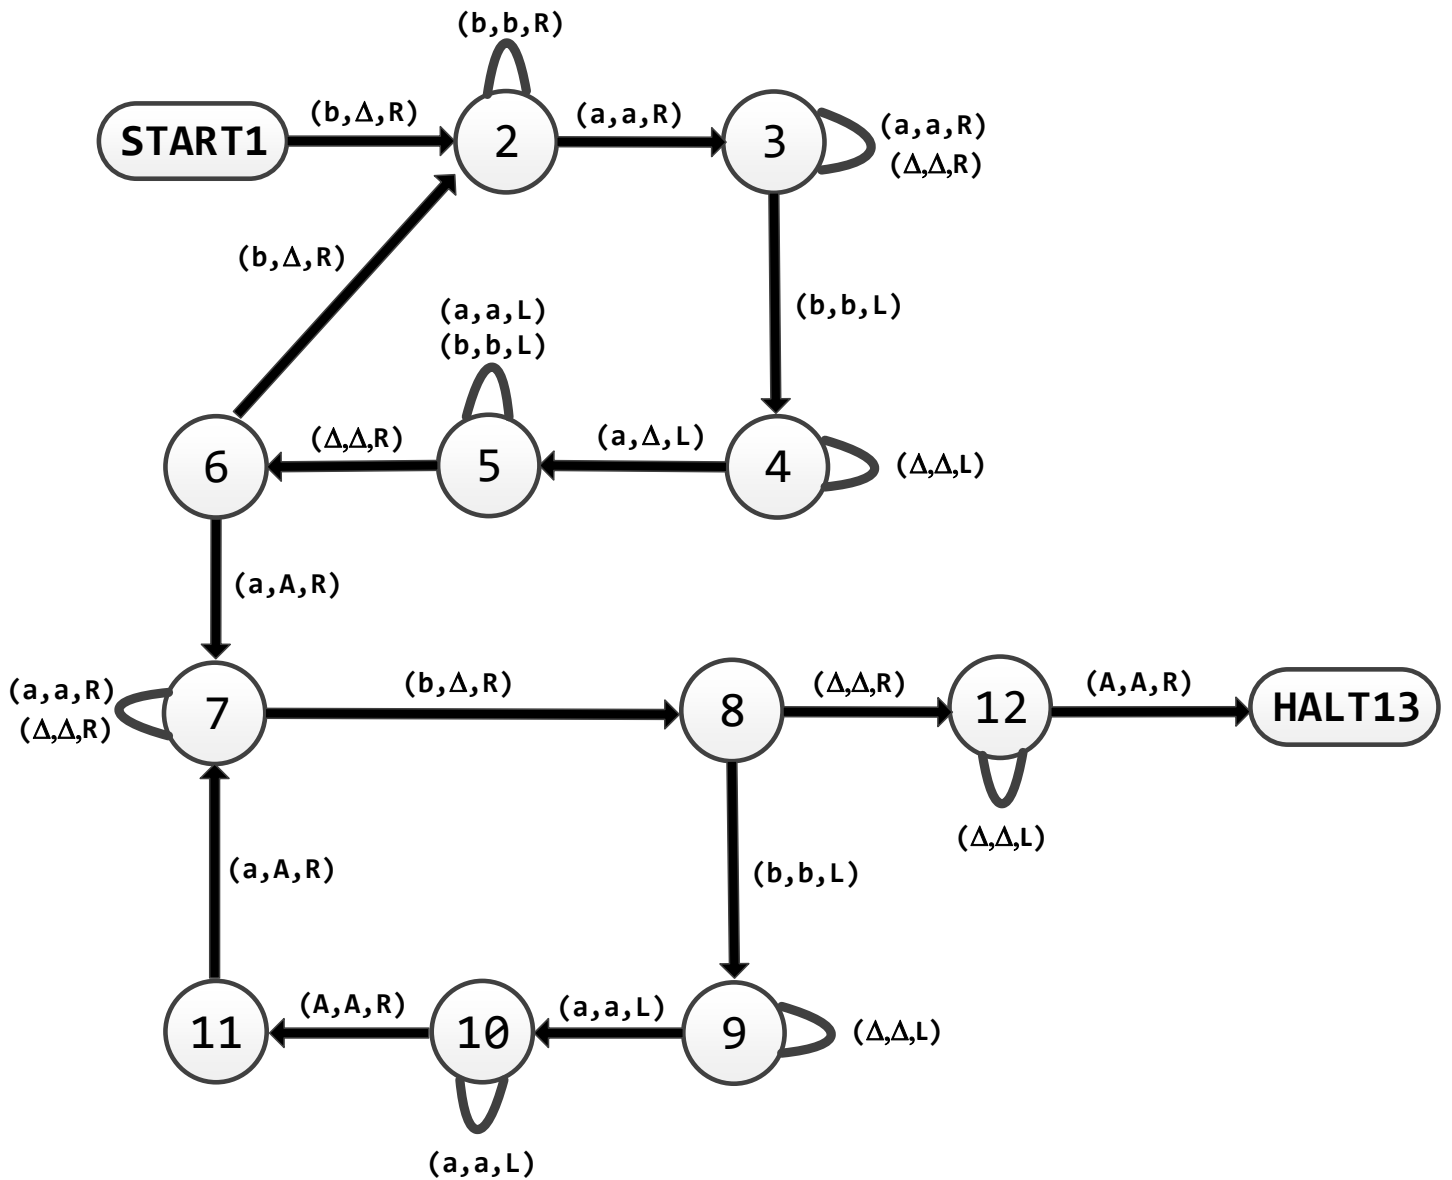 (b,b,R)
(b,Δ,R)
(a,a,R)
START1
2
3
(a,a,R)
(Δ,Δ,R)
(b,Δ,R)
(b,b,L)
(a,a,L)
(b,b,L)
(Δ,Δ,R)
(a,Δ,L)
6
5
4
(Δ,Δ,L)
(a,A,R)
(a,a,R)
(Δ,Δ,R)
7
(b,Δ,R)
8
(Δ,Δ,R)
12
(A,A,R)
HALT13
(Δ,Δ,L)
(a,A,R)
(b,b,L)
(A,A,R)
(a,a,L)
11
10
9
(Δ,Δ,L)
(a,a,L)